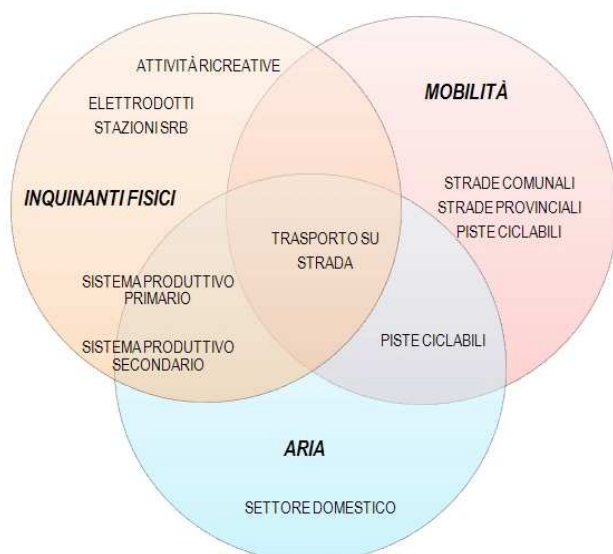 ATTIVITÀ RICREATIVE
ELETTRODOTTI
STAZIONI SRB
MOBILITÀ
INQUINANTI FISICI
STRADE COMUNALI
STRADE PROVINCIALI
PISTE CICLABILI
TRASPORTO SU
STRADA
SISTEMA PRODUTTIVO
PRIMARIO
SISTEMA PRODUTTIVO
SECONDARIO
PISTE CICLABILI
ARIA
SETTORE DOMESTICO